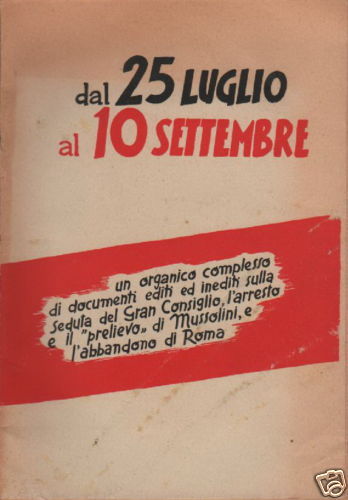 dal 25 LUGLIO
al 10 SETTEMBRE
un organico complesso
di documenti editi ed inediti sulla
seduta del Gran Consiglio, l'arresto
e il "prelievo" di Mussolini, e
l'abbandono di Roma